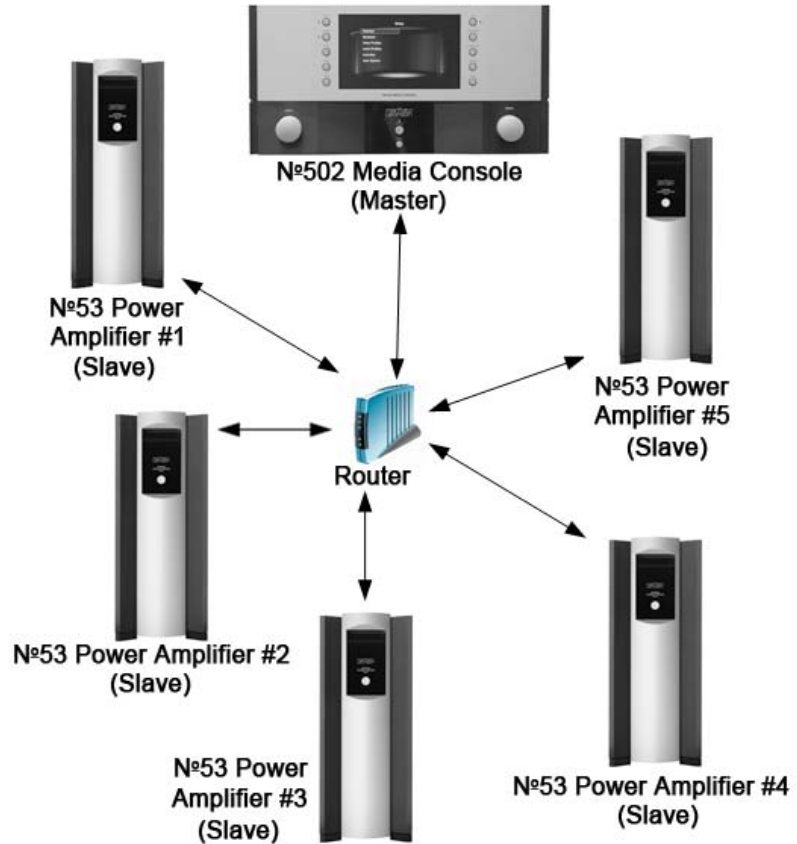 №502 Media Console
(Master)
№53 Power
Amplifier #1
(Slave)
№53 Power
Amplifier #5
(Slave)
Router
№53 Power Amplifier #2
(Slave)
№53 Power
Amplifier #3
(Slave)
№53 Power Amplifier #4
(Slave)